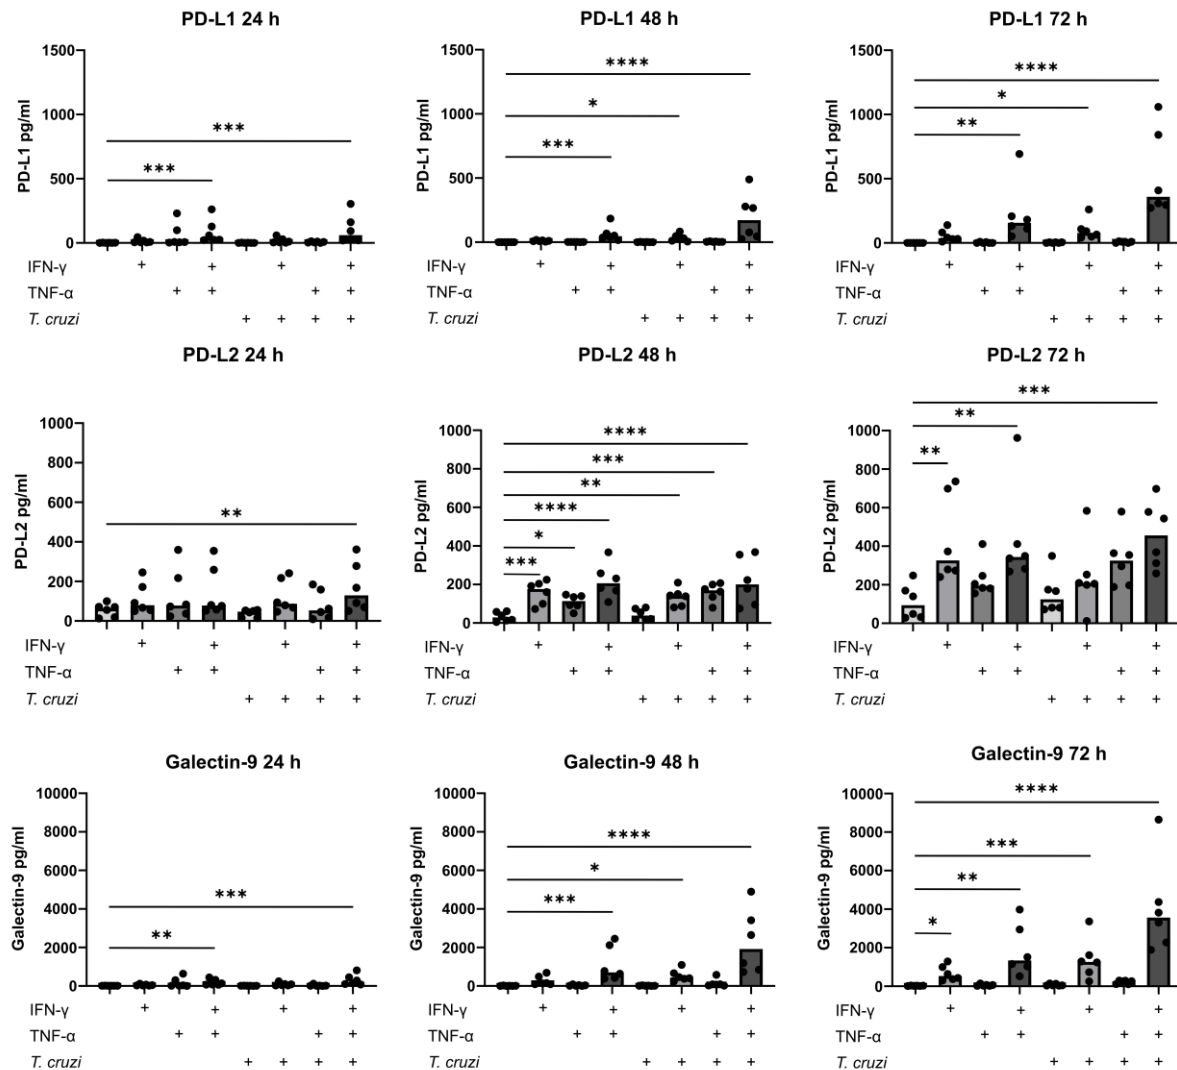 PD-L1 24 h
PD-L1 48 h
PD-L1 72 h
PD-L1 pg/ml
1500
1000
500
0
***
***
IFN-γ + + + +
TNF-α + + + +
T. cruzi + + + +
PD-L1 pg/ml
1500
1000
500
0
****
*
***
IFN-γ + + + +
TNF-α + + + +
T. cruzi + + + +
PD-L1 pg/ml
1500
1000
500
0
****
*
**
IFN-γ + + + +
TNF-α + + + +
T. cruzi + + + +
PD-L2 24 h
PD-L2 48 h
PD-L2 72 h
PD-L2 pg/ml
1000
800
600
400
200
0
**
IFN-γ + + + +
TNF-α + + + +
T. cruzi + + + +
PD-L2 pg/ml
1000
800
600
400
200
0
****
***
**
****
*
***
IFN-γ + + + +
TNF-α + + + +
T. cruzi + + + +
PD-L2 pg/ml
1000
800
600
400
200
0
***
**
**
IFN-γ + + + +
TNF-α + + + +
T. cruzi + + + +
Galectin-9 24 h
Galectin-9 48 h
Galectin-9 72 h
Galectin-9 pg/ml
10000
8000
6000
4000
2000
0
***
**
IFN-γ + + + +
TNF-α + + + +
T. cruzi + + + +
Galectin-9 pg/ml
10000
8000
6000
4000
2000
0
****
*
***
IFN-γ + + + +
TNF-α + + + +
T. cruzi + + + +
Galectin-9 pg/ml
10000
8000
6000
4000
2000
0
****
***
**
*
IFN-γ + + + +
TNF-α + + + +
T. cruzi + + + +